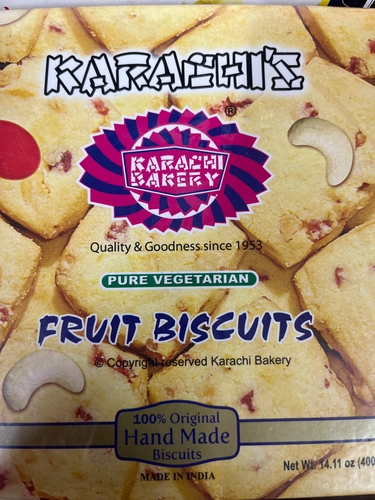 KARACHI'S
®
KARACHI
BAKERY
Quality & Goodness since 1953
PURE VEGETARIAN
FRUIT BISCUITS
© Copyright reserved Karachi Bakery
100% Original
Hand Made
Biscuits
MADE IN INDIA
Net Wt. 14.11 oz (400